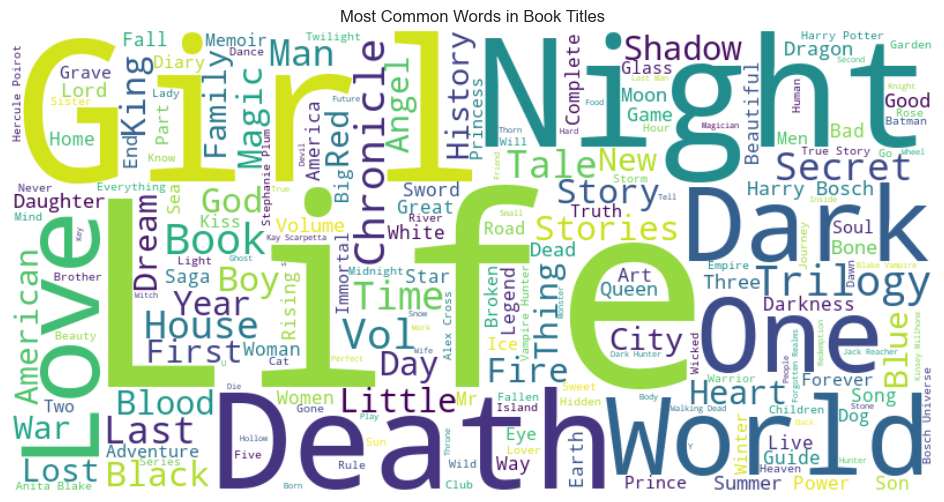 Most Common Words in Book Titles
Girl
Night
Life
Death
Dark
World
One
Love
Hercule Poirot
Grave
Lord
Sister
Home
Fall
Diary
Lady
End
King
Part
Know
Memoir
Dance
Family
Magic
Man
Twilight
Devil
America
Future
Big
Red
Chronicle
Angel
History
Princess
Thorn
Hard
Will
Last Man
Food
Complete
Glass
Shadow
Moon
Game
Hour
Magician
Beautiful
Dragon
Human
Men
Harry Potter
Second
Garden
Knight
Rose
Batman
Good
Bad
True Story
Go
Wheel
Secret
New
Tale
Friend
Storm
Story
Tell
Truth
Harry Bosch
Inside
Soul
Bone
Never
Everything
Daughter
Mind
Key
Sea
Kiss
God
Stephanie Plum
True
Kay Scarpetta
Volume
Sword
Great
River
White
Small
Road
Stories
Dead
Brother
Dream
Book
Light
Ghost
Saga
Witch
Boy
Rising
Immortal
Midnight
Star
Time
Snow
Work
Alex Cross
Broken
Legend
Vampire Hunter
Monster
Thing
Art
Queen
Empire
Three
Journey
Dawn
Blake Vampire
Trilogy
Darkness
American
Beauty
Year
House
First
Woman
Cat
Perfect
Vol
Day
Wife
Ice
Fire
City
Dark Hunter
Wicked
Warrior
People
Forgotten Realms
Redemption
Jack Reacher
Blue
Kinsey Millhone
Bosch Universe
Two
War
Blood
Last
Adventure
Series
Lost
Anita Blake
Black
Die
Women
Gone
Hollow
Five
Born
Little
Play
Sun
Rule
Throne
Wild
Club
Mr
Eye
Lover
Way
Fallen
Island
Sweet
Hidden
Earth
Body
Walking Dead
Prince
Heart
Forever
Song
Children
Stone
Dog
Back
Live
Guide
Hunter
Heaven
Winter
Summer
Power
Son
Y